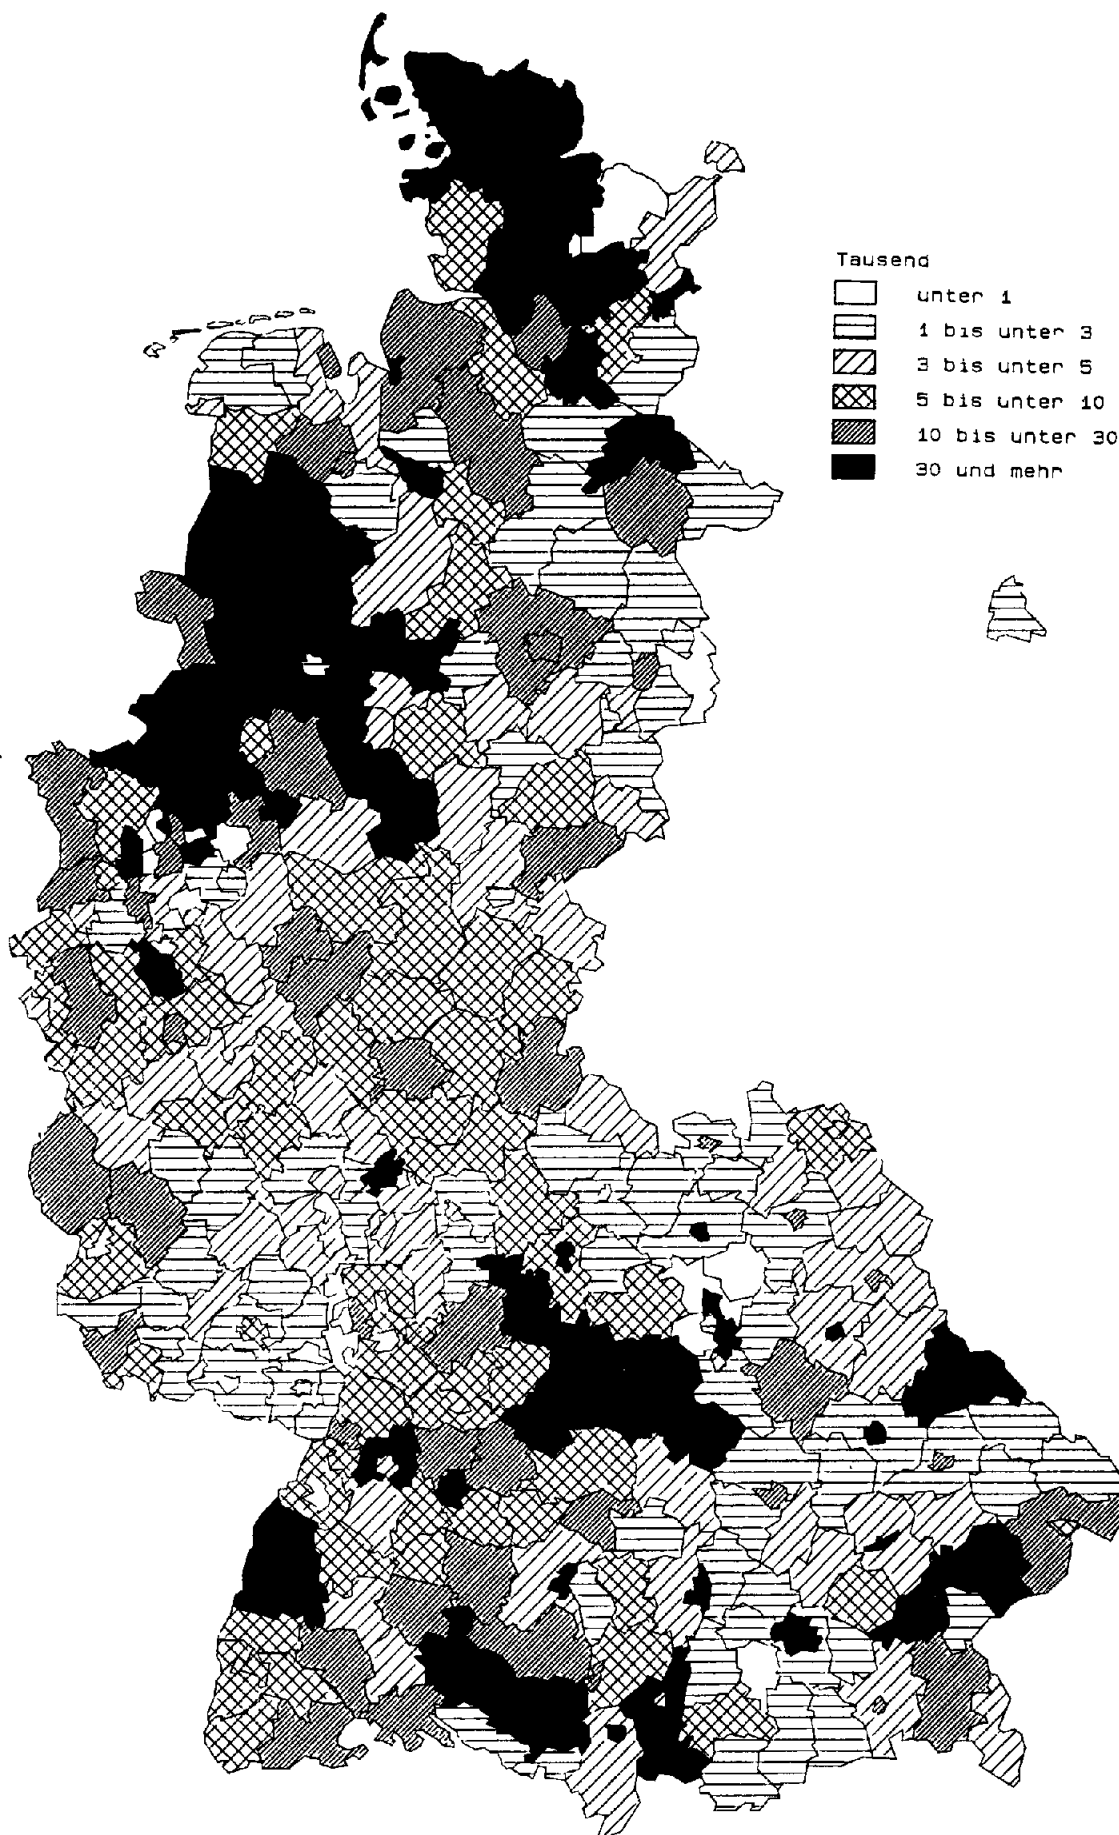 Tausend
unter 1
1 bis unter 3
3 bis unter 5
5 bis unter 10
10 bis unter 30
30 und mehr